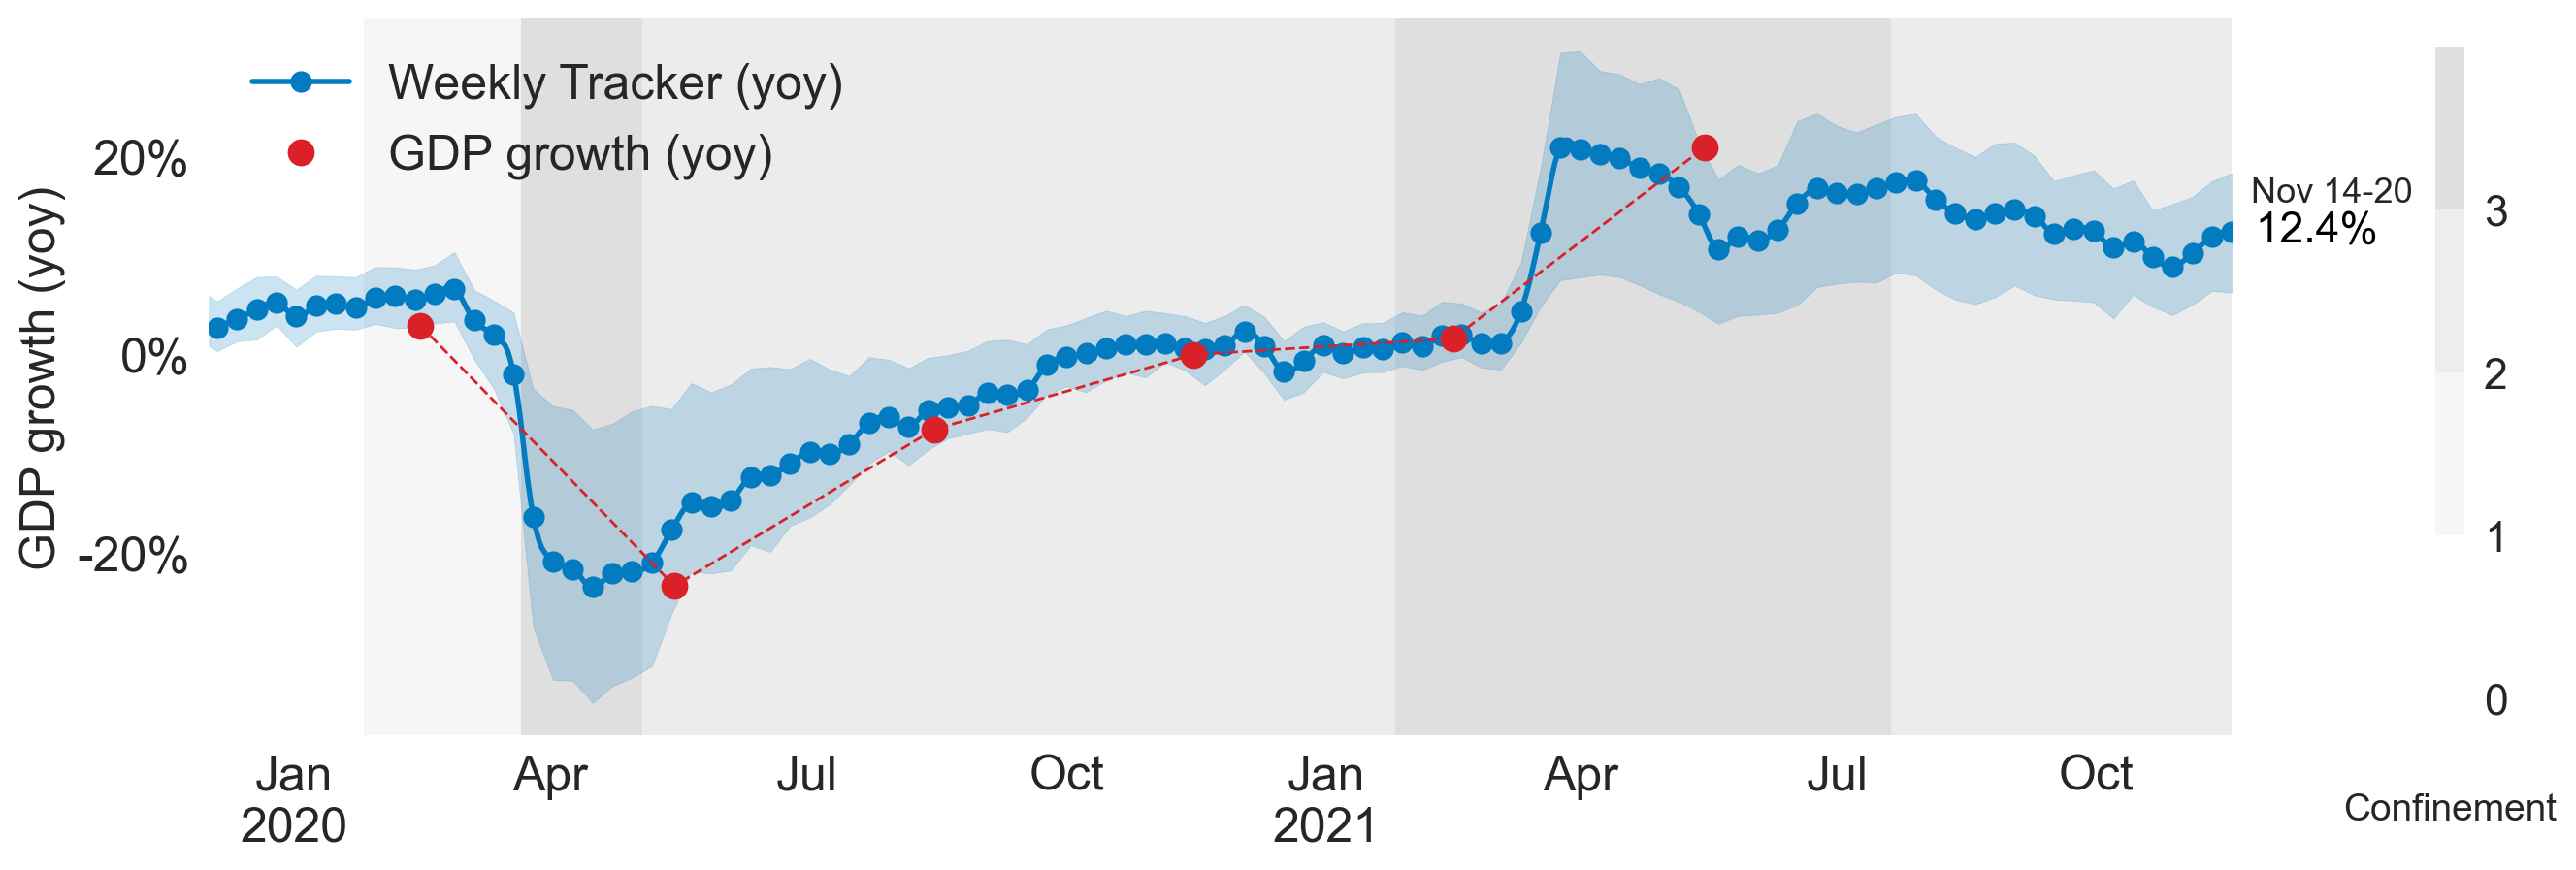 Weekly Tracker (yoy)
GDP growth (yoy)
GDP growth (yoy)
20%
0%
-20%
Jan
2020
Apr
Jul
Oct
Jan
2021
Apr
Jul
Oct
Nov 14-20
12.4%
3
2
1
0
Confinement